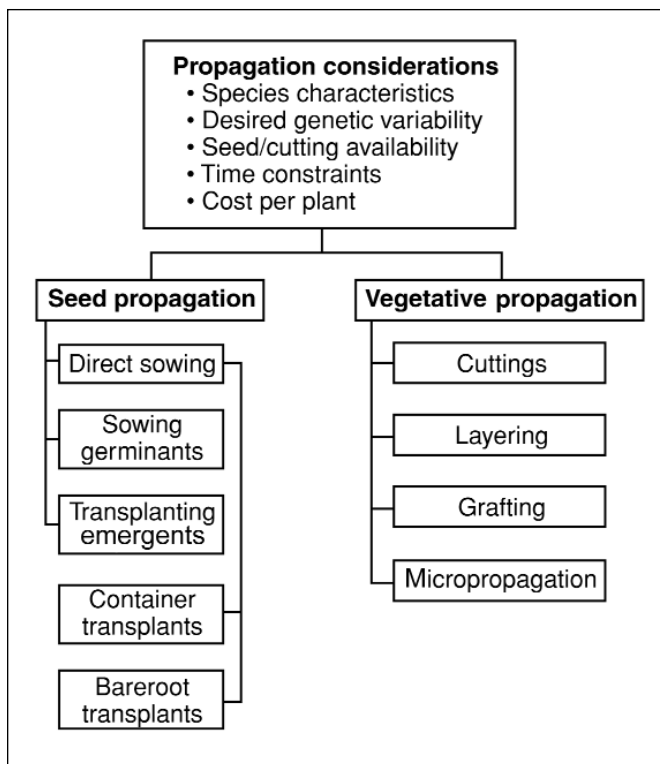 Propagation considerations
• Species characteristics
• Desired genetic variability
• Seed/cutting availability
• Time constraints
• Cost per plant
Seed propagation
Direct sowing
Sowing
germinants
Transplanting
emergents
Container
transplants
Bareroot
transplants
Vegetative propagation
Cuttings
Layering
Grafting
Micropropagation